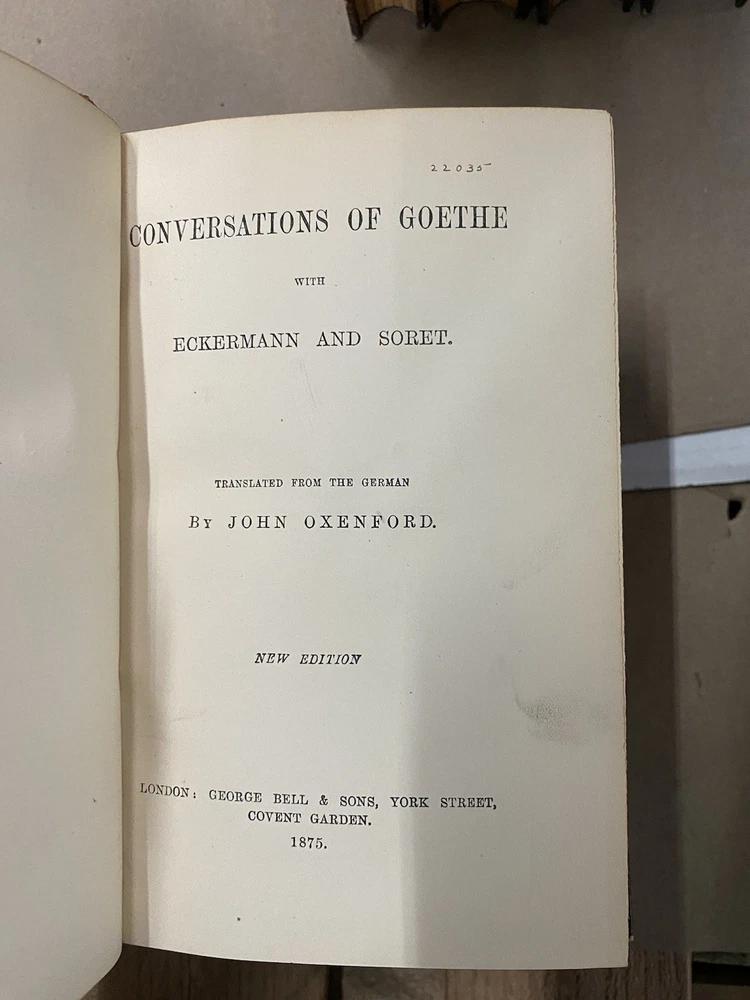 22035
CONVERSATIONS OF GOETHE
WITH
ECKERMANN AND SORET.
TRANSLATED FROM THE GERMAN
BY JOHN OXENFORD.
NEW EDITION
LONDON: GEORGE BELL & SONS, YORK STREET,
COVENT GARDEN.
1875.